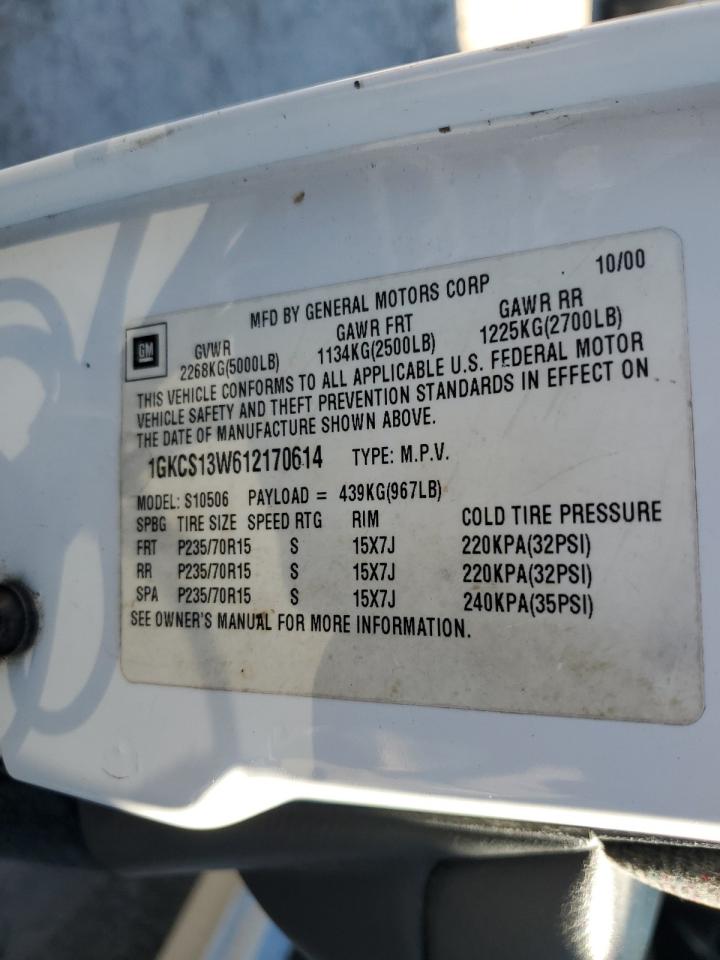 10/00
MFD BY GENERAL MOTORS CORP
GM
GVWR GAWR FRT GAWR RR
2268KG(5000LB) 1134KG(2500LB) 1225KG(2700LB)
THIS VEHICLE CONFORMS TO ALL APPLICABLE U.S. FEDERAL MOTOR
VEHICLE SAFETY AND THEFT PREVENTION STANDARDS IN EFFECT ON
THE DATE OF MANUFACTURE SHOWN ABOVE.
1GKCS13W612170614 TYPE: M.P.V.
MODEL: S10506 PAYLOAD = 439KG(967LB)
SPBG TIRE SIZE SPEED RTG RIM COLD TIRE PRESSURE
FRT P235/70R15 S 15X7J 220KPA(32PSI)
RR P235/70R15 S 15X7J 220KPA(32PSI)
SPA P235/70R15 S 15X7J 240KPA(35PSI)
SEE OWNER'S MANUAL FOR MORE INFORMATION.